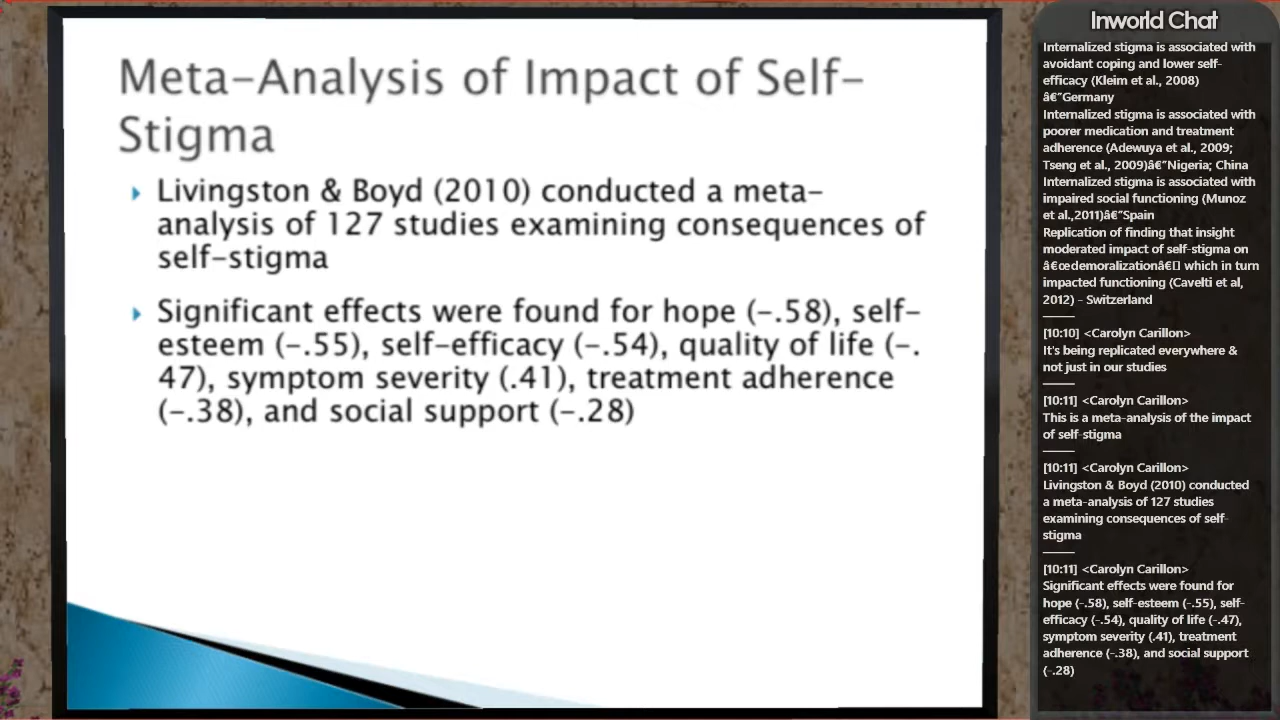 Meta-Analysis of Impact of Self-
Stigma
Livingston & Boyd (2010) conducted a meta-
analysis of 127 studies examining consequences of
self-stigma
Significant effects were found for hope (-.58), self-
esteem (-.55), self-efficacy (-.54), quality of life (-.
47), symptom severity (.41), treatment adherence
(-.38), and social support (-.28)
Inworld Chat
Internalized stigma is associated with
avoidant coping and lower self-
efficacy (Kleim et al., 2008)
â€"Germany
Internalized stigma is associated with
poorer medication and treatment
adherence (Adewuya et al., 2009;
Tseng et al., 2009)â€"Nigeria; China
Internalized stigma is associated with
impaired social functioning (Munoz
et al.,2011)â€"Spain
Replication of finding that insight
moderated impact of self-stigma on
â€œdemoralizationâ€▯ which in turn
impacted functioning (Cavelti et al,
2012) - Switzerland
[10:10] <Carolyn Carillon>
It's being replicated everywhere &
not just in our studies
[10:11] <Carolyn Carillon>
This is a meta-analysis of the impact
of self-stigma
[10:11] <Carolyn Carillon>
Livingston & Boyd (2010) conducted
a meta-analysis of 127 studies
examining consequences of self-
stigma
[10:11] <Carolyn Carillon>
Significant effects were found for
hope (-.58), self-esteem (-.55), self-
efficacy (-.54), quality of life (-.47),
symptom severity (.41), treatment
adherence (-.38), and social support
(-.28)